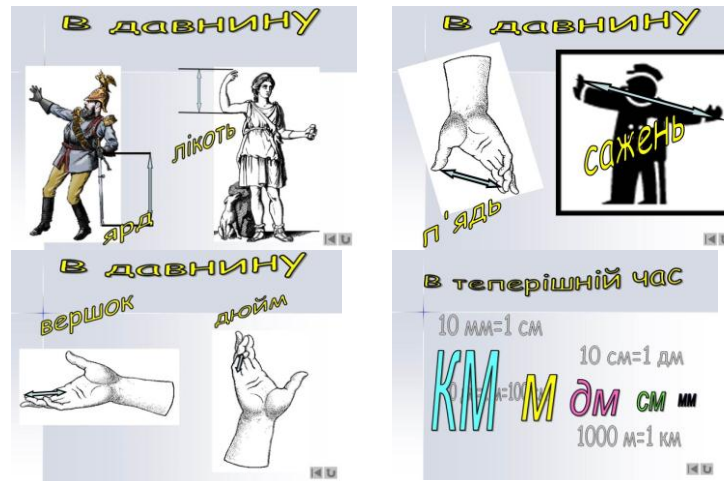 В давнину
лікоть
ярд
В давнину
сажень
п'ядь
В давнину
вершок
дюйм
В теперішній час
10 мм=1 см
10 см=1 дм
км м дм см мм
1000 м=1 км